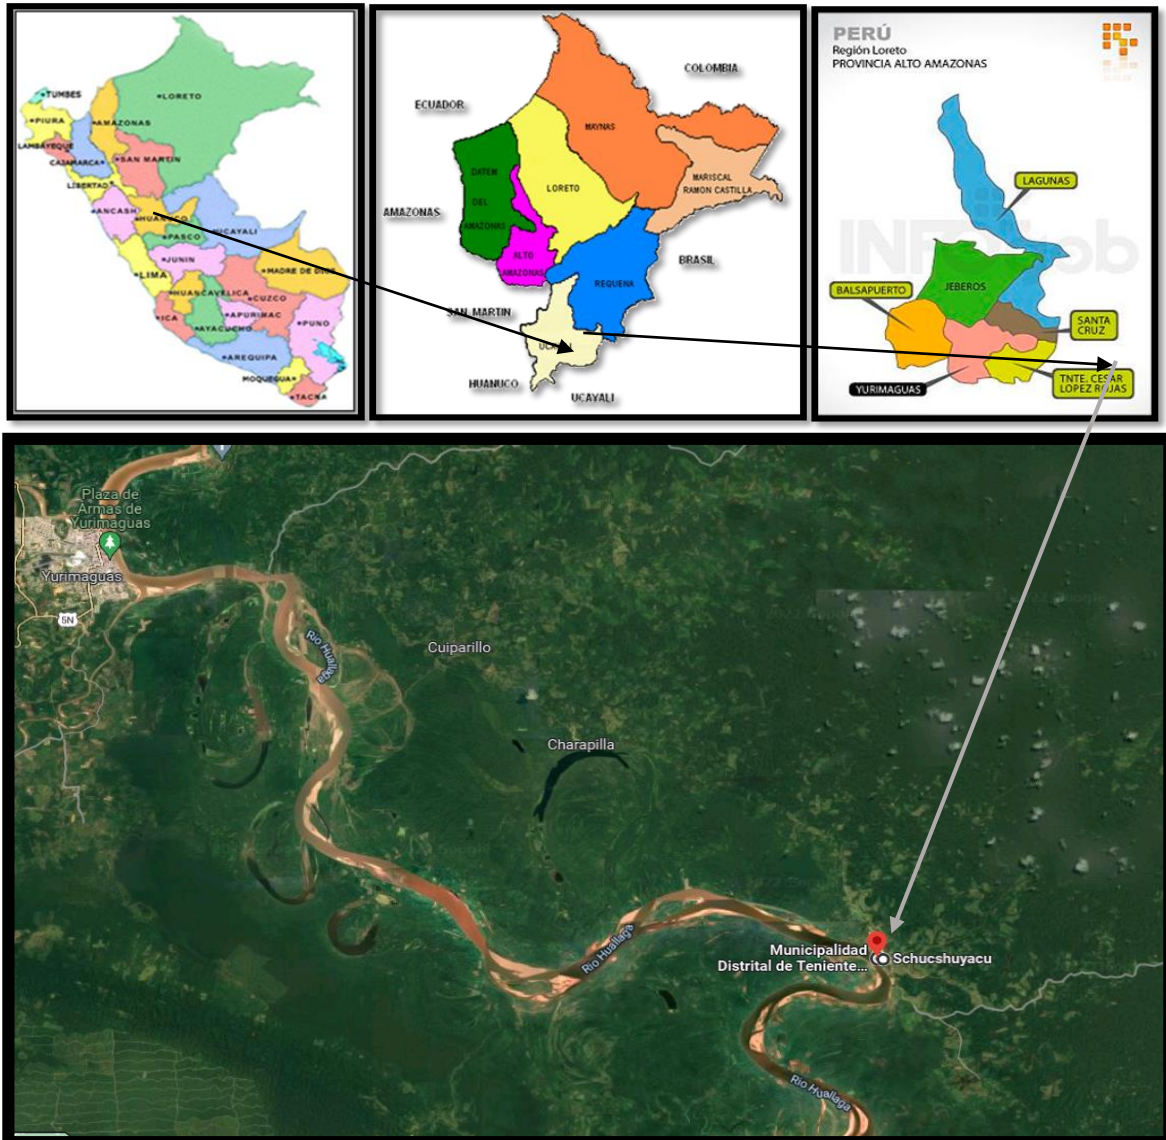 LORETO
TUMBES
PIURA
AMAZONAS
LAMBAYEQUE
CAJAMARCA
SAN MARTIN
LIBERTAD
ANCASH
HUANUCO
UCAYALI
PASCO
JUNIN
LIMA
MADRE DE DIOS
HUANCAVELICA
CUZCO
ICA
APURIMAC
PUNO
AYACUCHO
AREQUIPA
MOQUEGUA
TACNA
COLOMBIA
ECUADOR
MAYNAS
DATEM
DEL
AMAZONAS
LORETO
MARISCAL
RAMON CASTILLA
AMAZONAS
ALTO
AMAZONAS
BRASIL
REQUENA
SAN MARTIN
HUANUCO
UCAYALI
PERÚ
Región Loreto
PROVINCIA ALTO AMAZONAS
LAGUNAS
JEBEROS
BALSAPUERTO
SANTA
CRUZ
YURIMAGUAS
TNTE. CESAR
LOPEZ ROJAS
Plaza de
Armas de
Yurimaguas
Yurimaguas
5N
Río Huallaga
Cuiparillo
Charapilla
Río Huallaga
Municipalidad
Distrital de Teniente...
Schucshuyacu
Río Huallaga